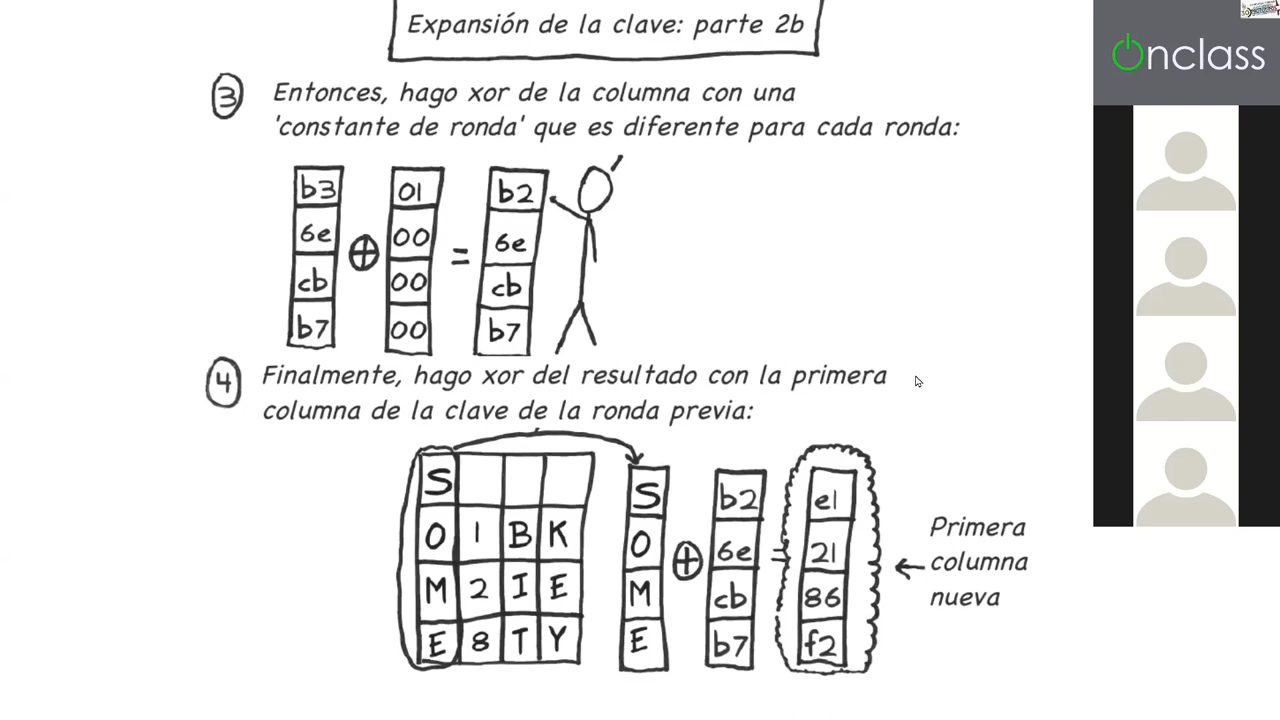 Expansión de la clave: parte 2b
Onclass
3 Entonces, hago xor de la columna con una
'constante de ronda' que es diferente para cada ronda:
b3 01 b2
6e ⊕ 00 = 6e
cb 00 cb
b7 00 b7
4 Finalmente, hago xor del resultado con la primera
columna de la clave de la ronda previa:
S S b2 e1
O 1 B K O ⊕ 6e = 21
M 2 I E M cb 86
E 8 T Y E b7 f2
Primera
columna
nueva